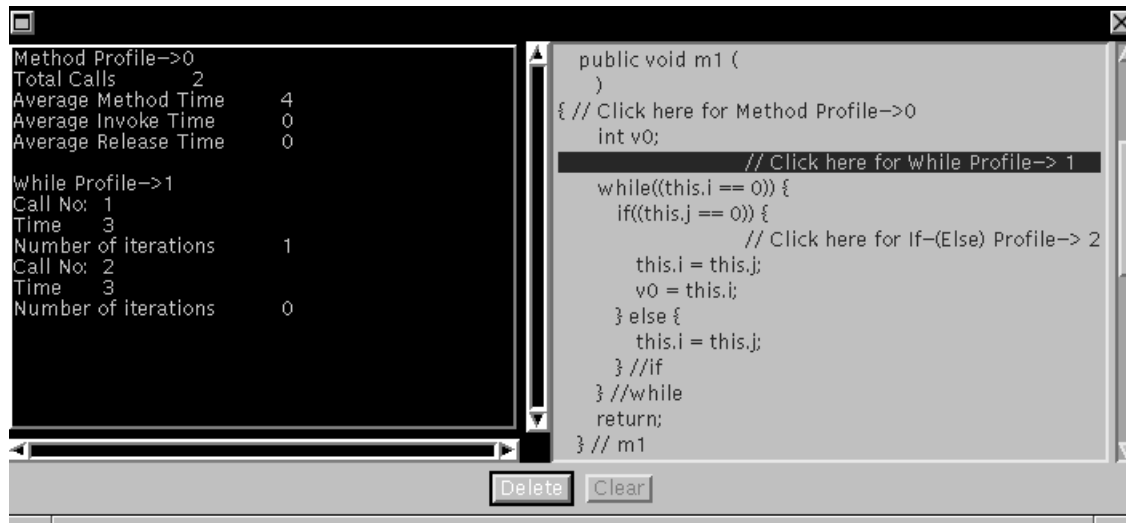 Method Profile->0
Total Calls 2
Average Method Time 4
Average Invoke Time 0
Average Release Time 0
While Profile->1
Call No: 1
Time 3
Number of iterations 1
Call No: 2
Time 3
Number of iterations 0
public void m1 (
)
{ // Click here for Method Profile->0
int v0;
// Click here for While Profile-> 1
while((this.i == 0)) {
if((this.j == 0)) {
// Click here for If-(Else) Profile-> 2
this.i = this.j;
v0 = this.i;
} else {
this.i = this.j;
} //if
} //while
return;
} // m1
Delete
Clear